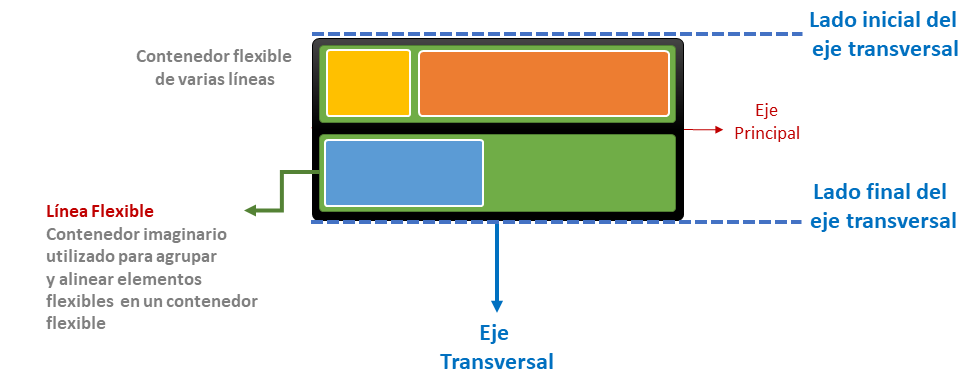 Lado inicial del
eje transversal
Contenedor flexible
de varias líneas
Eje
Principal
Lado final del
eje transversal
Línea Flexible
Contenedor imaginario
utilizado para agrupar
y alinear elementos
flexibles en un contenedor
flexible
Eje
Transversal